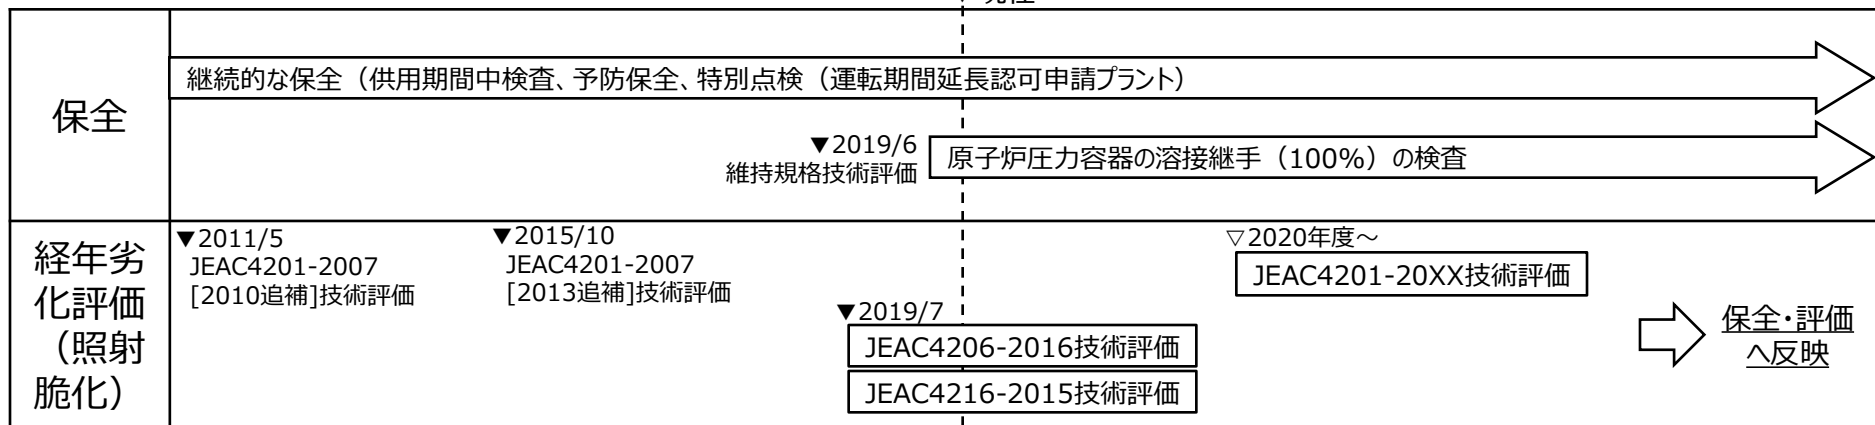 保全
継続的な保全（供用期間中検査、予防保全、特別点検（運転期間延長認可申請プラント）
▼2019/6
維持規格技術評価
原子炉圧力容器の溶接継手（100%）の検査
経年劣
化評価
（照射
脆化）
▼2011/5
JEAC4201-2007
[2010追補]技術評価
▼2015/10
JEAC4201-2007
[2013追補]技術評価
▼2019/7
JEAC4206-2016技術評価
JEAC4216-2015技術評価
▽2020年度～
JEAC4201-20XX技術評価
保全・評価
へ反映